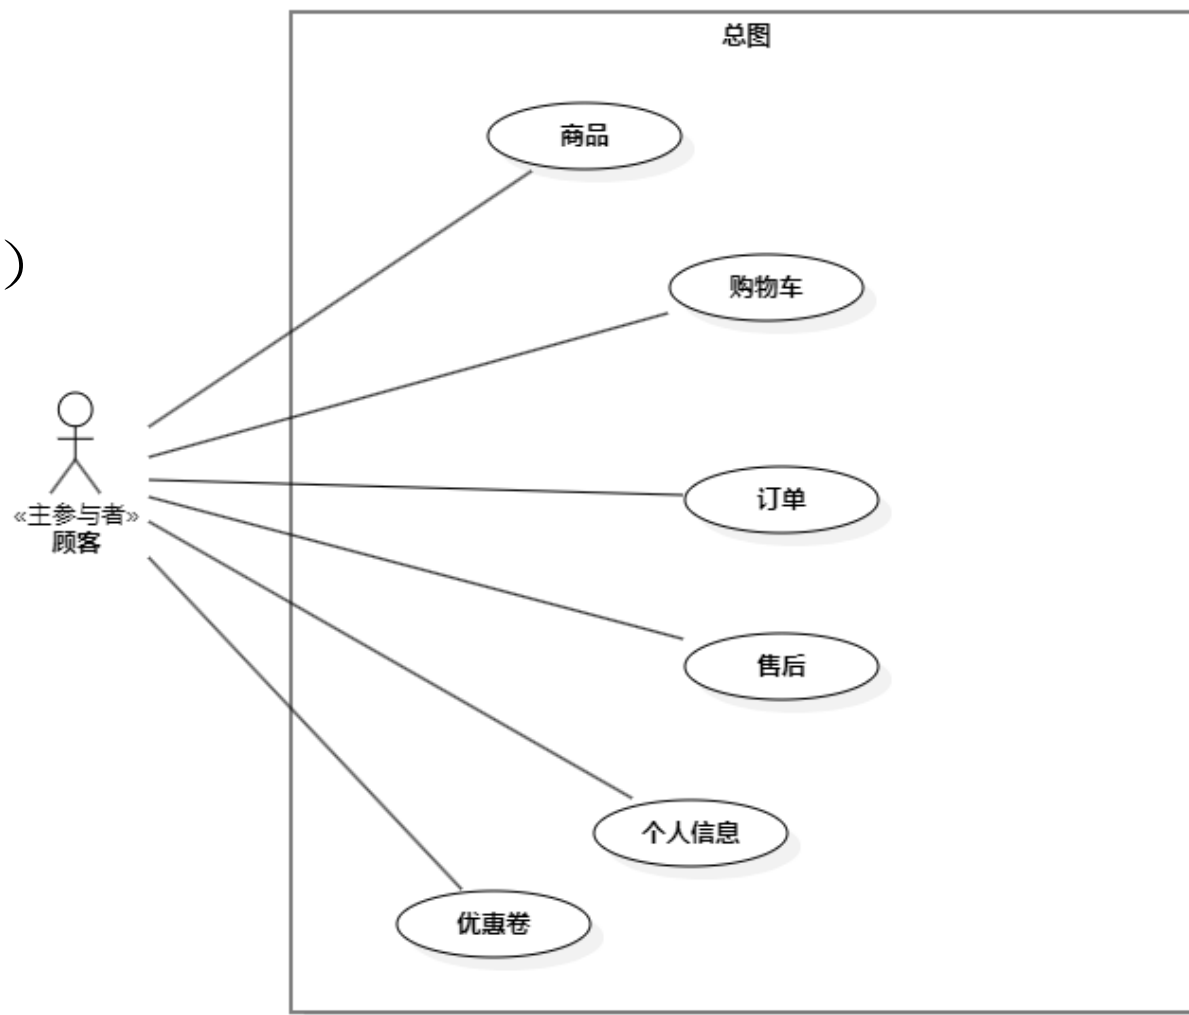 总图
商品
）
购物车
«主参与者»
顾客
订单
售后
个人信息
优惠卷